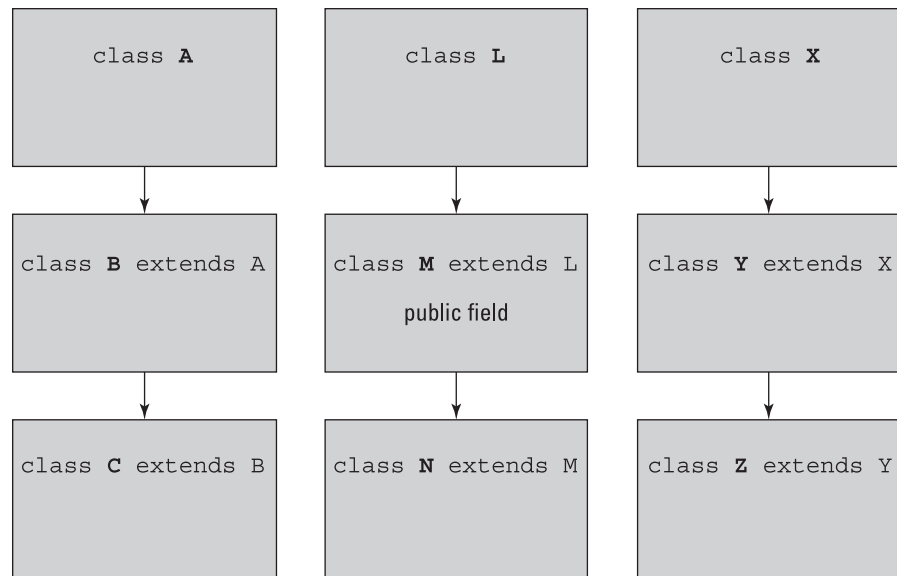 class A
class L
class X
class B extends A
class M extends L
public field
class Y extends X
class C extends B
class N extends M
class Z extends Y